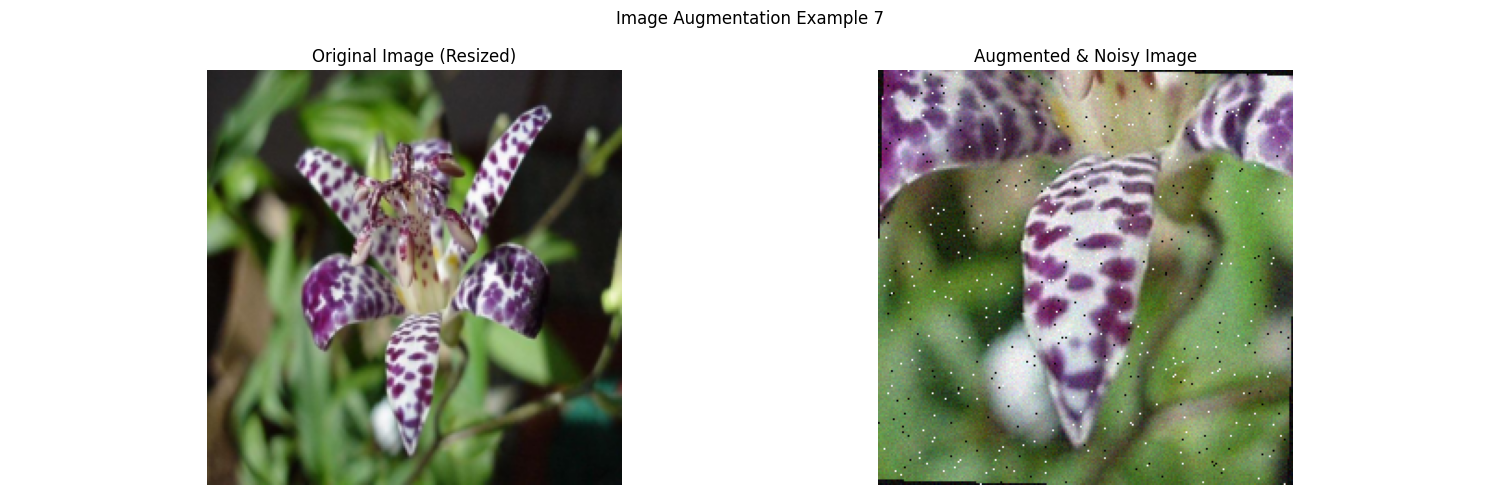 Image Augmentation Example 7
Original Image (Resized)
Augmented & Noisy Image